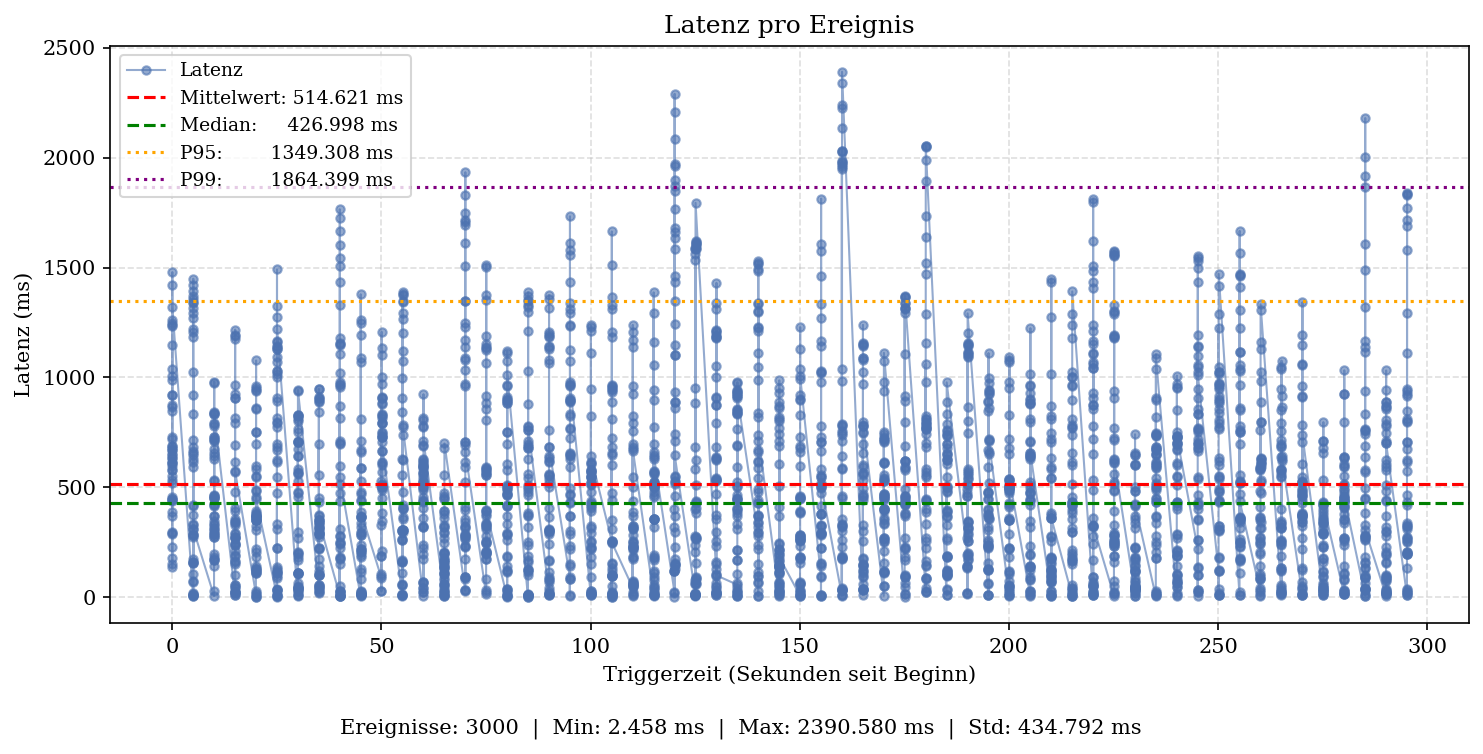 Latenz pro Ereignis
Latenz (ms)
2500
2000
1500
1000
500
0
Latenz
Mittelwert: 514.621 ms
Median: 426.998 ms
P95: 1349.308 ms
P99: 1864.399 ms
0 50 100 150 200 250 300
Triggerzeit (Sekunden seit Beginn)
Ereignisse: 3000 | Min: 2.458 ms | Max: 2390.580 ms | Std: 434.792 ms